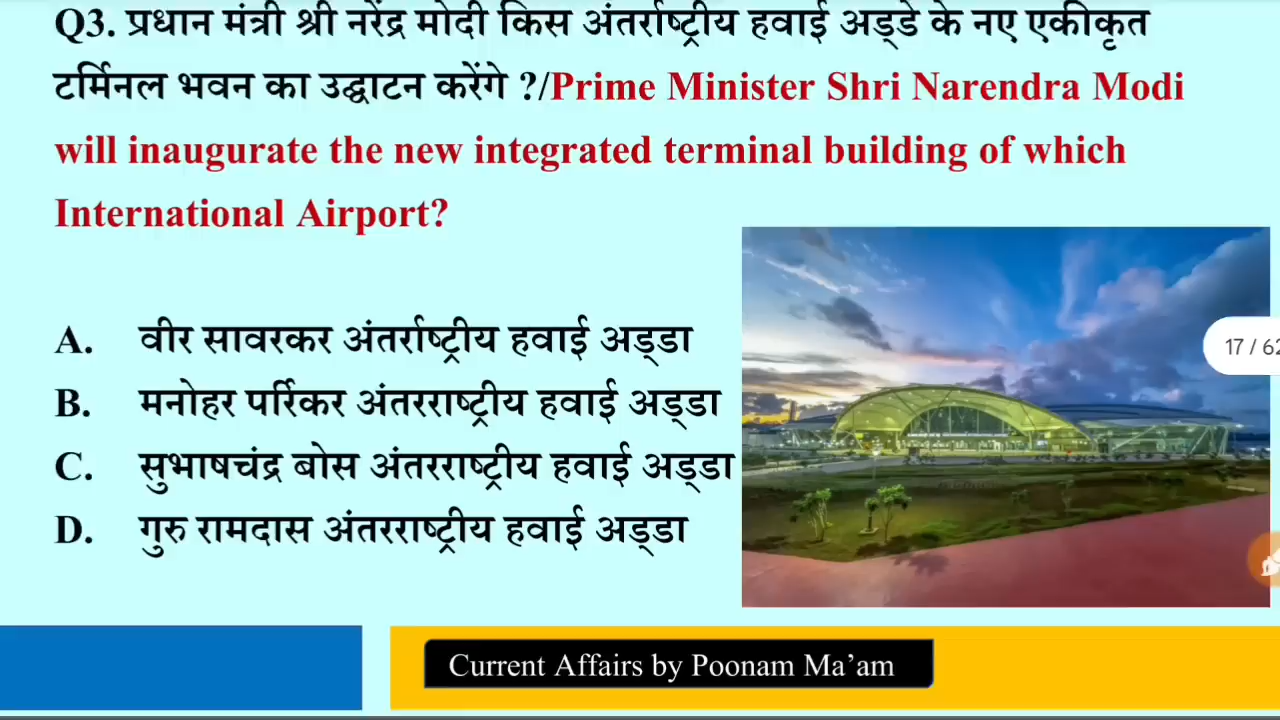 Q3. प्रधान मंत्री श्री नरेंद्र मोदी किस अंतर्राष्ट्रीय हवाई अड्डे के नए एकीकृत
टर्मिनल भवन का उद्घाटन करेंगे ?/Prime Minister Shri Narendra Modi
will inaugurate the new integrated terminal building of which
International Airport?
A. वीर सावरकर अंतर्राष्ट्रीय हवाई अड्डा
B. मनोहर पर्रिकर अंतरराष्ट्रीय हवाई अड्डा
C. सुभाषचंद्र बोस अंतरराष्ट्रीय हवाई अड्डा
D. गुरु रामदास अंतरराष्ट्रीय हवाई अड्डा
17 / 62
Current Affairs by Poonam Ma’am